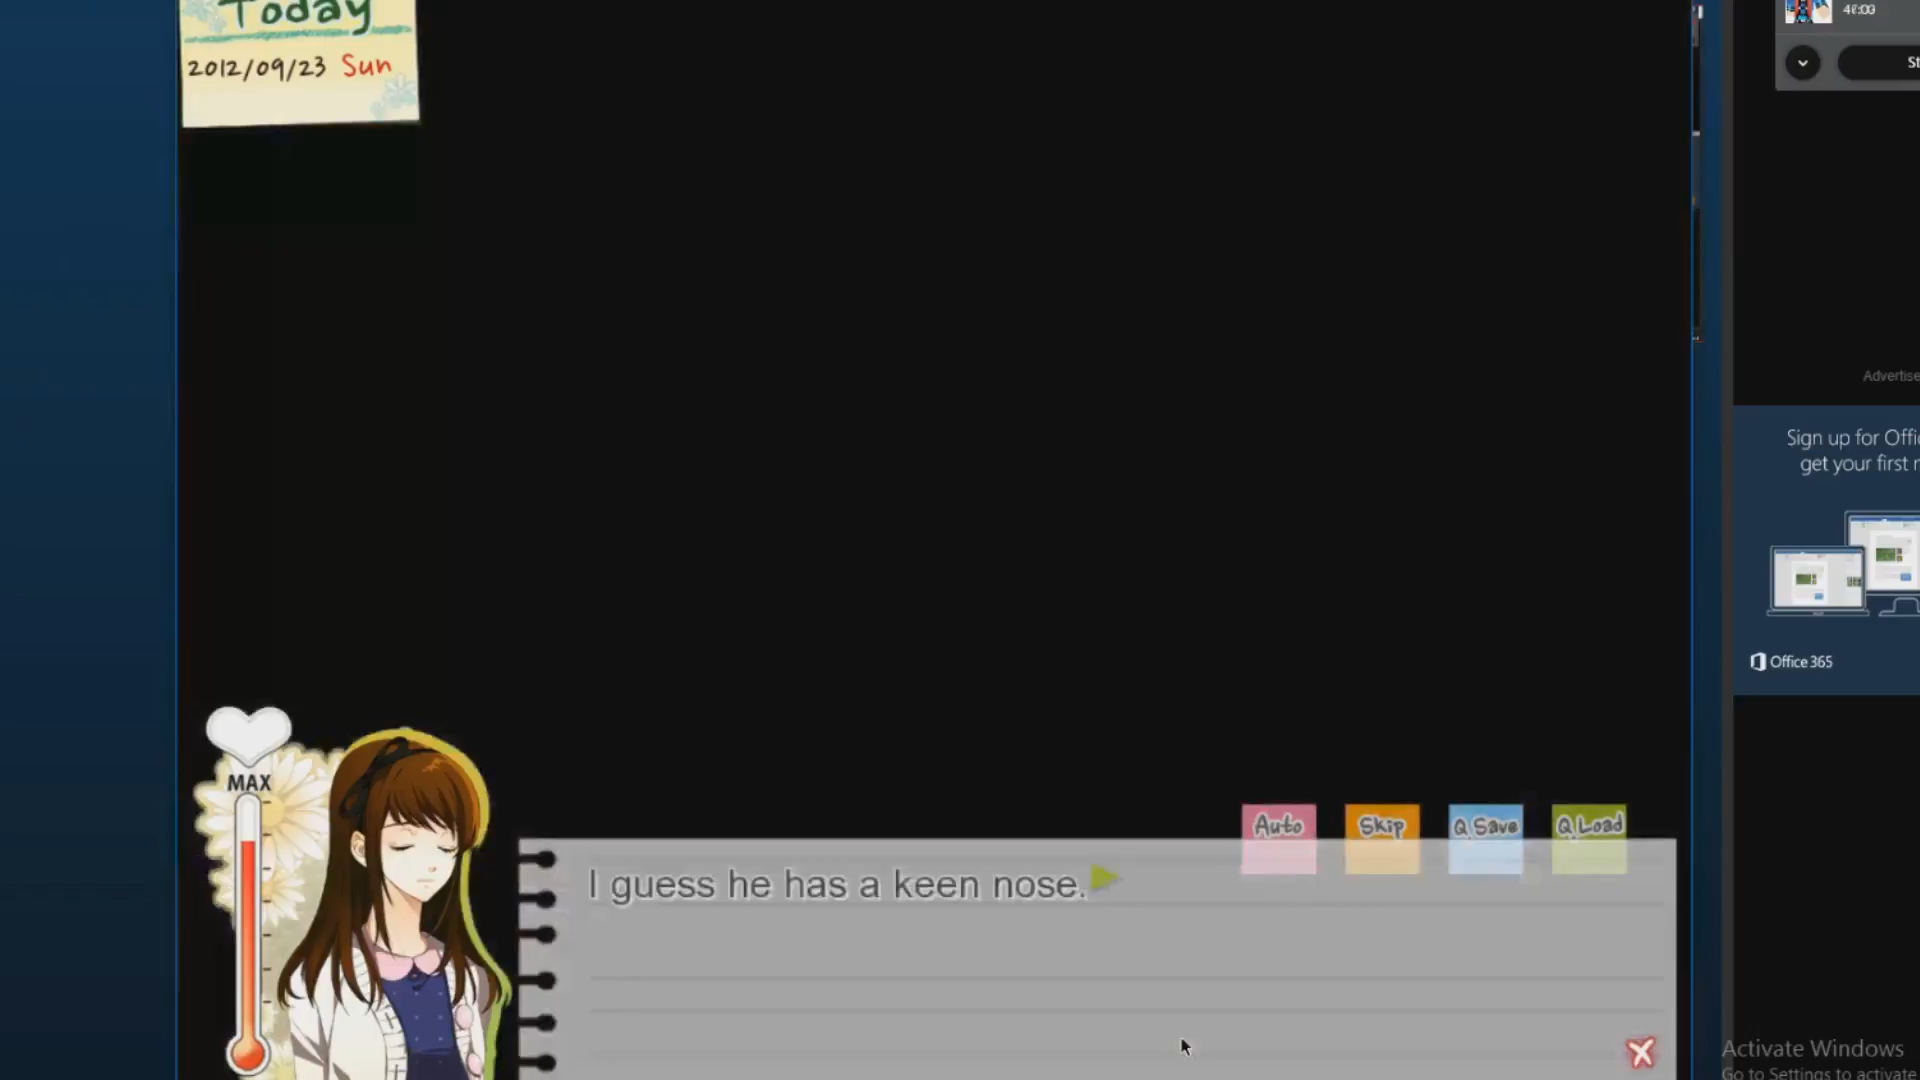 Today
2012/09/23 Sun
St
Advertise
Sign up for Offi
get your first
Office 365
MAX
Auto
Skip
Q.Save
Q.Load
I guess he has a keen nose.
Activate Windows
Go to Settings to activate